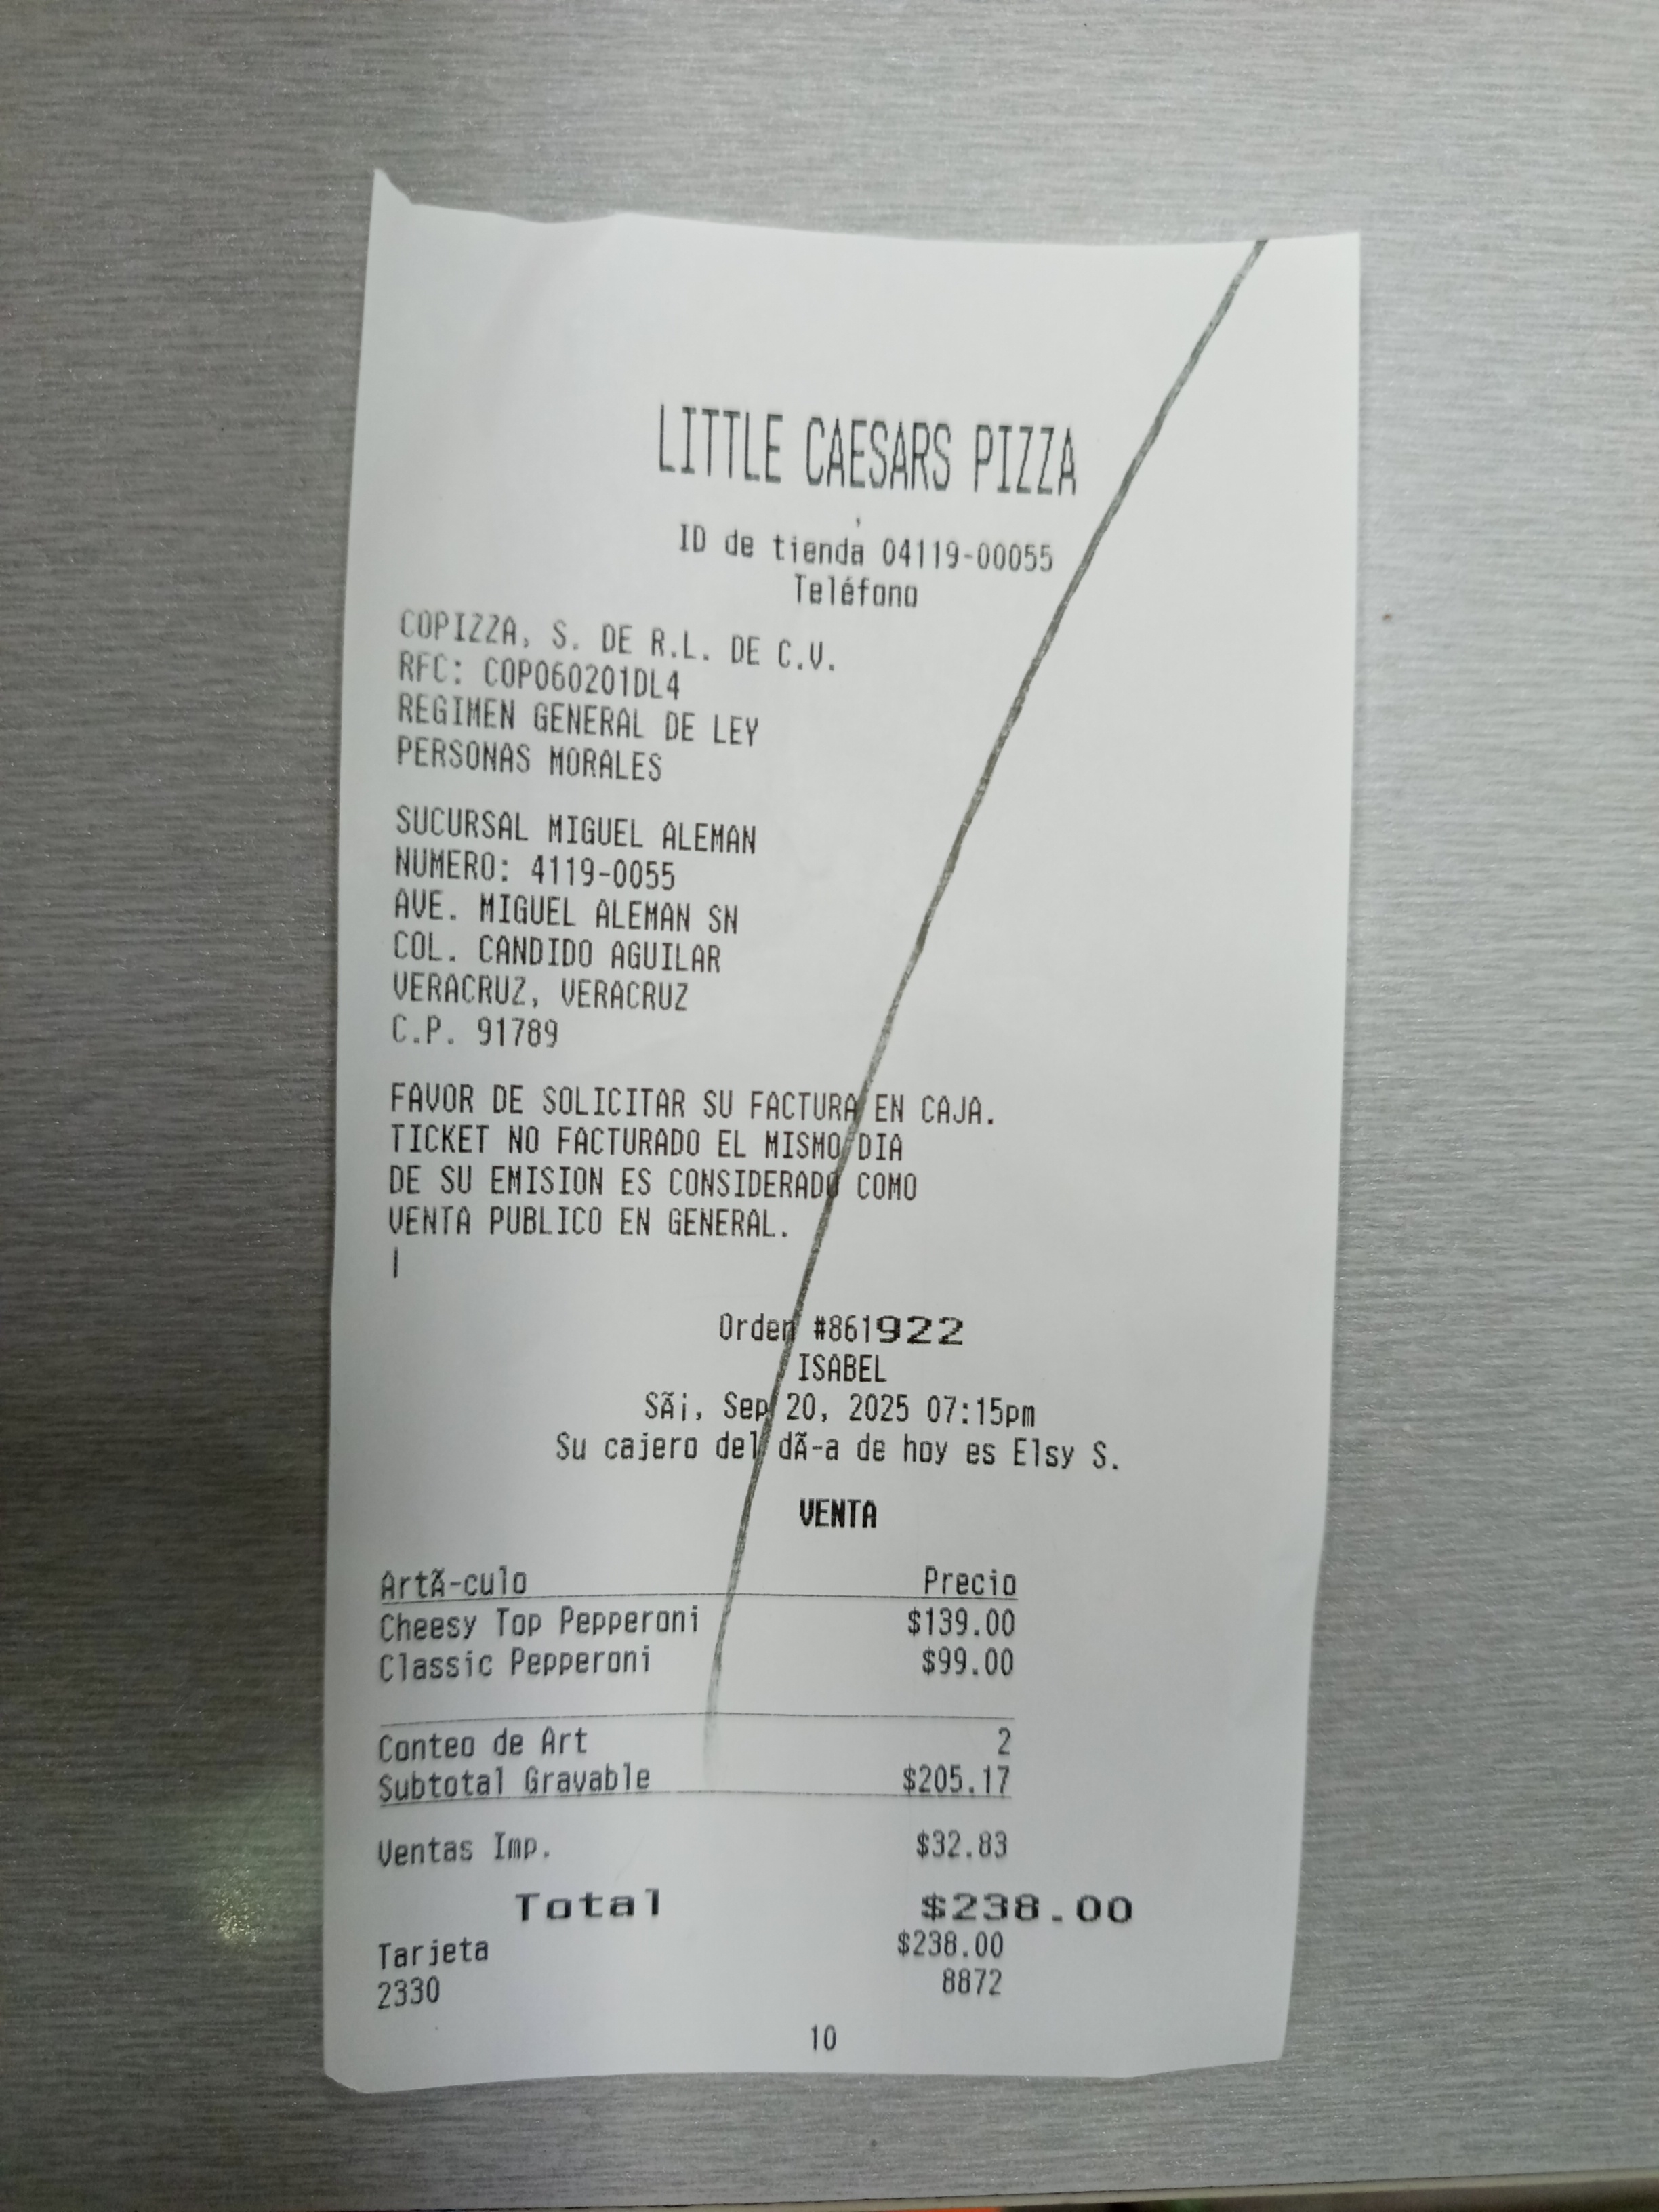 LITTLE CAESARS PIZZA
ID de tienda 04119-00055
Teléfono
COPIZZA, S. DE R.L. DE C.V.
RFC: COP060201DL4
REGIMEN GENERAL DE LEY
PERSONAS MORALES
SUCURSAL MIGUEL ALEMAN
NUMERO: 4119-0055
AVE. MIGUEL ALEMAN SN
COL. CANDIDO AGUILAR
VERACRUZ, VERACRUZ
C.P. 91789
FAVOR DE SOLICITAR SU FACTURA EN CAJA.
TICKET NO FACTURADO EL MISMO DIA
DE SU EMISION ES CONSIDERADO COMO
VENTA PUBLICO EN GENERAL.
|
Orden #861922
ISABEL
SÃ¡, Sep 20, 2025 07:15pm
Su cajero del dÃ-a de hoy es Elsy S.
VENTA
ArtÃ-culo Precio
Cheesy Top Pepperoni $139.00
Classic Pepperoni $99.00
Conteo de Art 2
Subtotal Gravable $205.17
Ventas Imp. $32.83
Total $238.00
Tarjeta $238.00
2330 8872
10